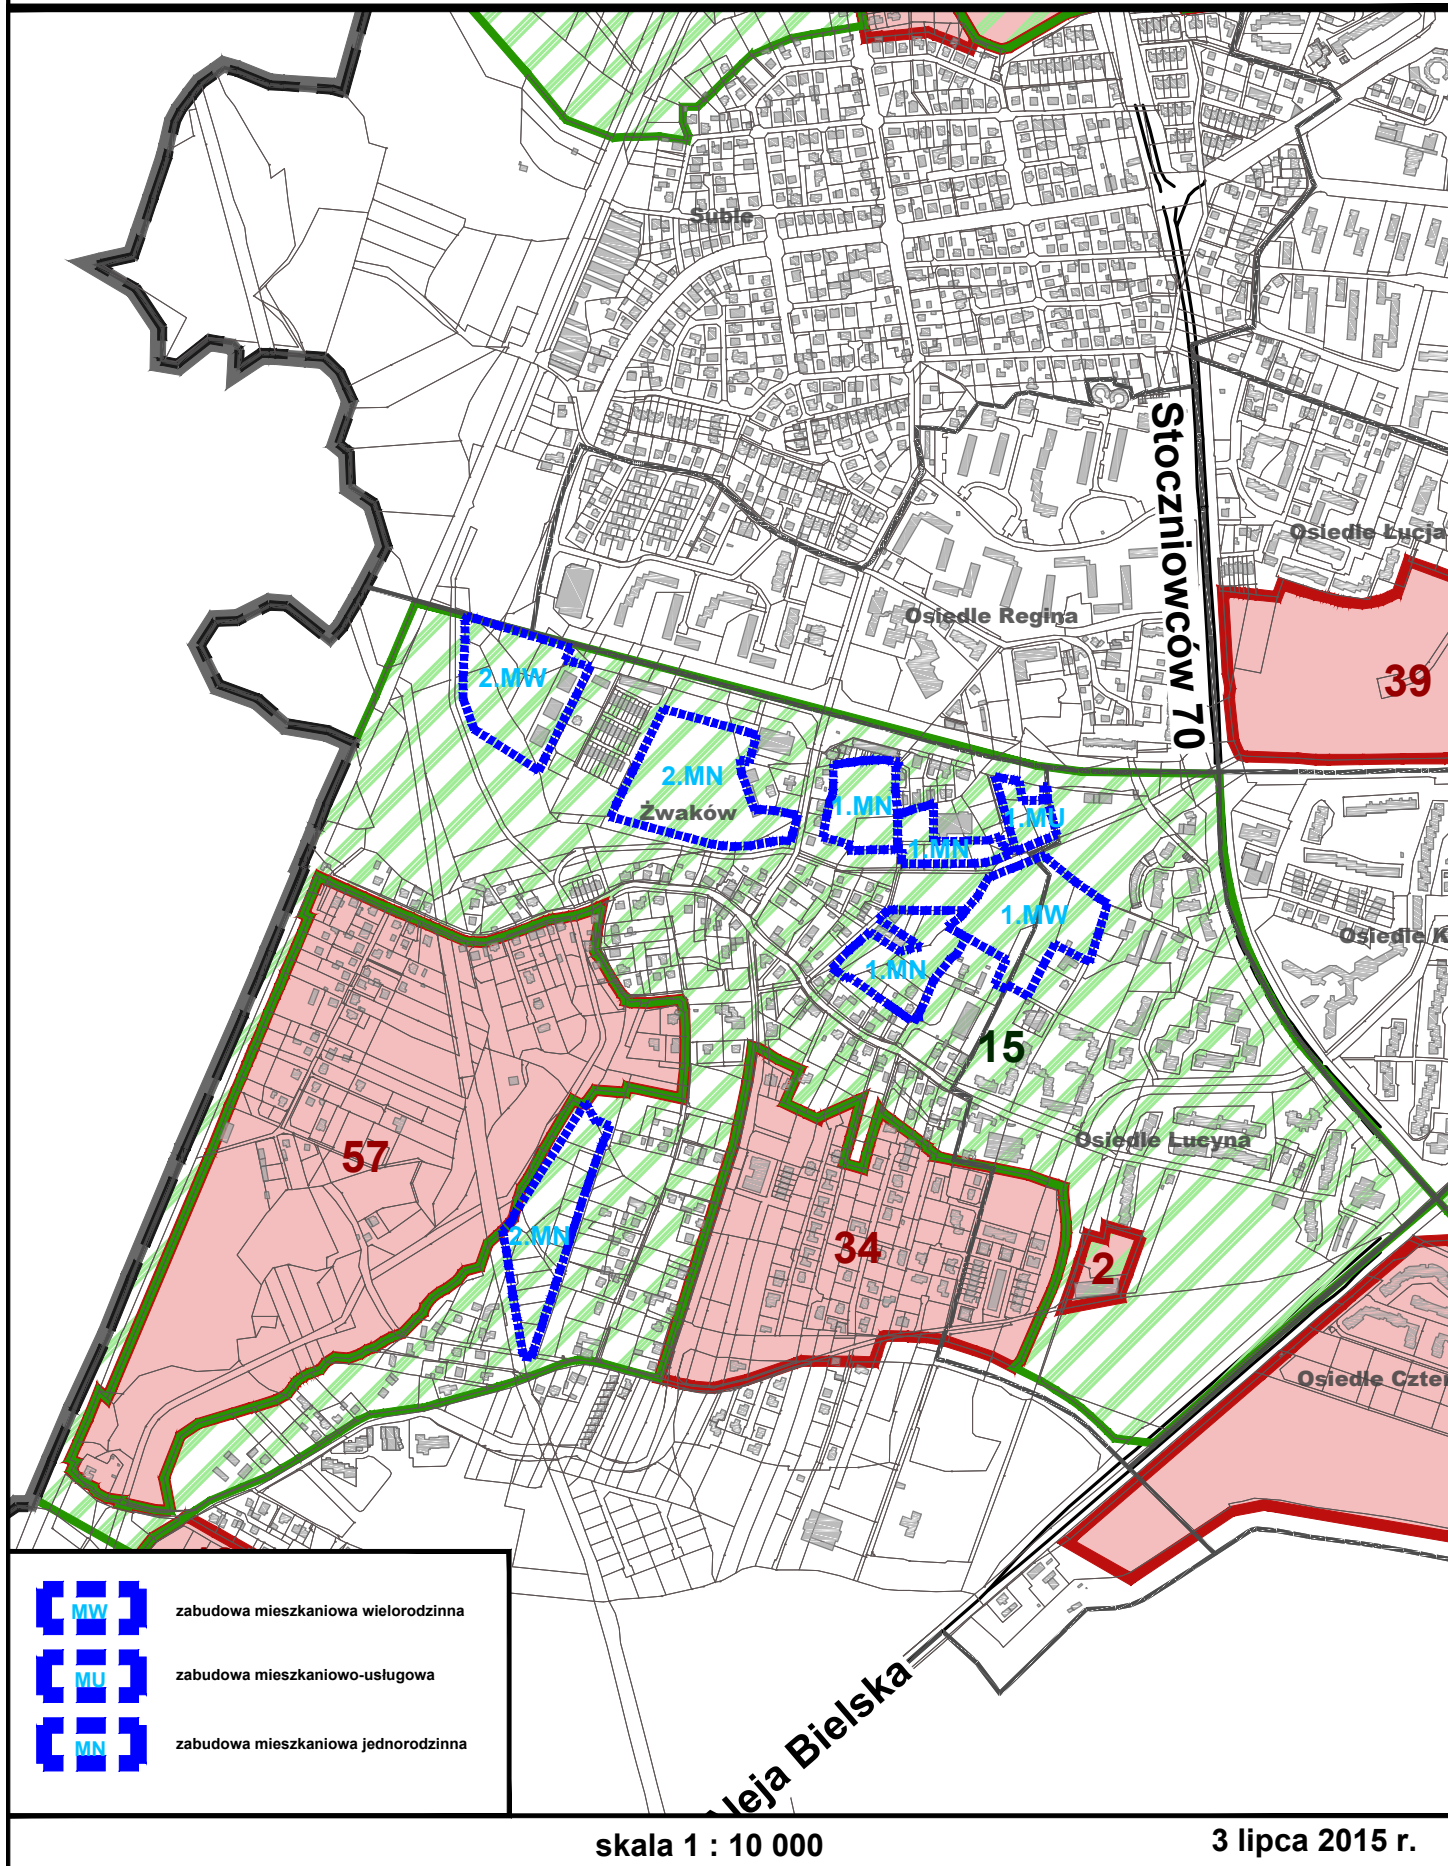 Suble
Stoczniowców 70
Osiedle Łucja
Osiedle Regina
39
2.MW
2.MN
Żwaków
1.MN
1.MN
1.MU
1.MW
1.MN
Osiedle K
15
57
Osiedle Lucyna
2.MN
34
2
Osiedle Czter
Aleja Bielska
MW
zabudowa mieszkaniowa wielorodzinna
MU
zabudowa mieszkaniowo-usługowa
MN
zabudowa mieszkaniowa jednorodzinna
skala 1 : 10 000
3 lipca 2015 r.